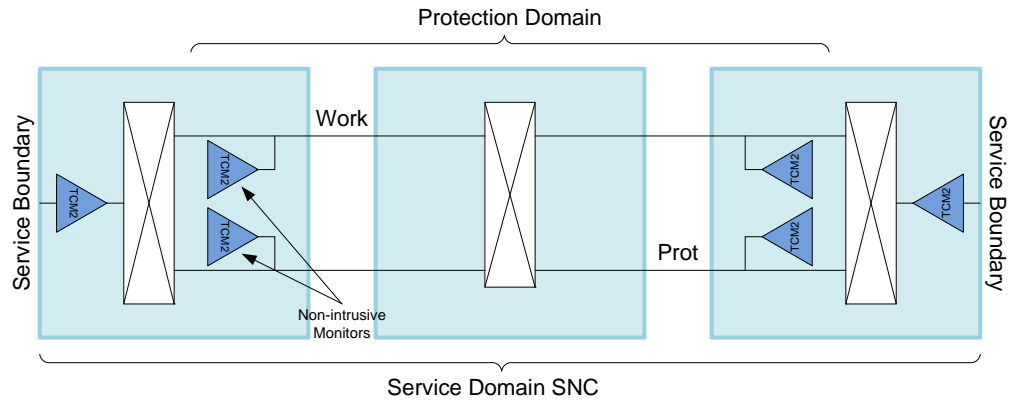 Protection Domain
Service Boundary
TCM2
TCM2
TCM2
Work
Prot
Non-intrusive
Monitors
TCM2
TCM2
TCM2
Service Boundary
Service Domain SNC